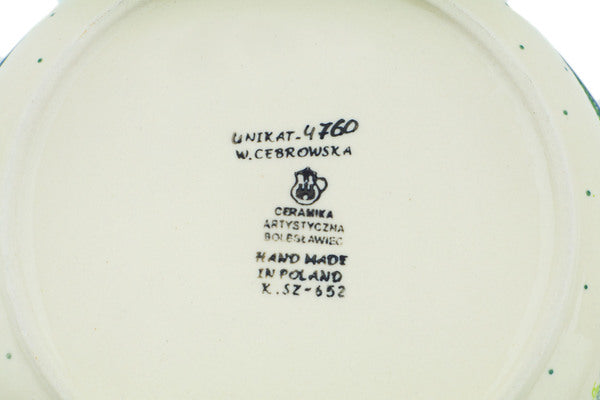 UNIKAT-4760
W.CEBROWSKA
CERAMIKA
ARTYSTYCZNA
BOLESŁAWIEC
HAND MADE
IN POLAND
K.SZ-652